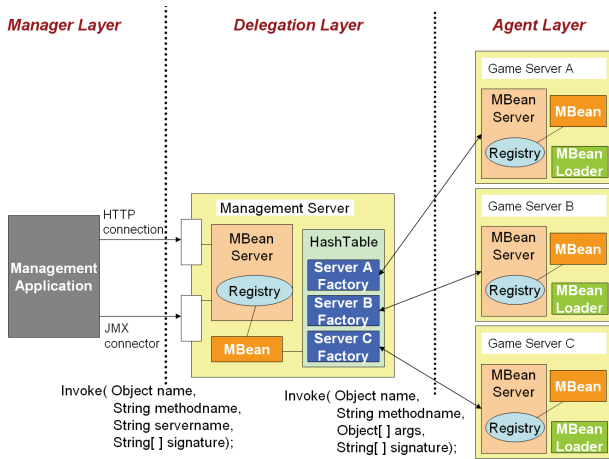 Manager Layer
Delegation Layer
Agent Layer
Management
Application
HTTP
connection
JMX
connector
Management Server
MBean
Server
Registry
MBean
HashTable
Server A
Factory
Server B
Factory
Server C
Factory
Invoke( Object name,
String methodname,
String servername,
String[ ] signature);
Invoke( Object name,
String methodname,
Object[ ] args,
String[ ] signature);
Game Server A
MBean
Server
Registry
MBean
MBean
Loader
Game Server B
MBean
Server
Registry
MBean
MBean
Loader
Game Server C
MBean
Server
Registry
MBean
MBean
Loader